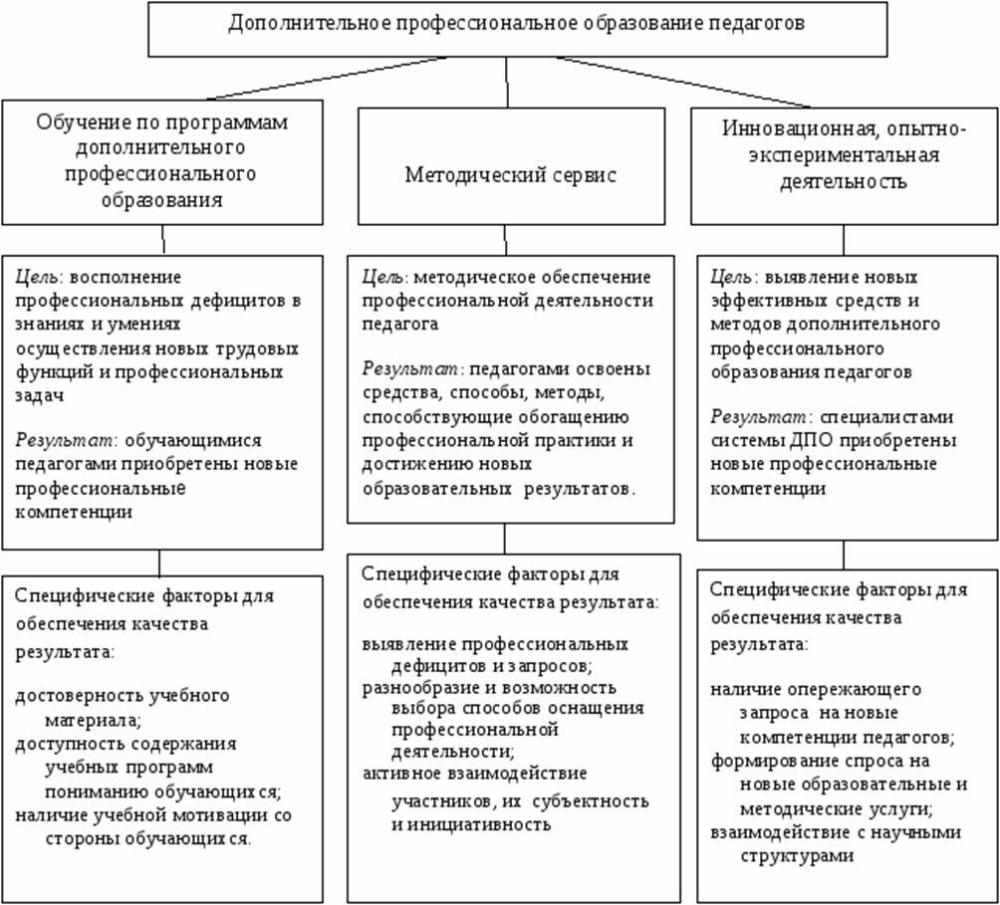 Дополнительное профессиональное образование педагогов
Обучение по программам
дополнительного
профессионального
образования
Методический сервис
Инновационная, опытно-
экспериментальная
деятельность
Цель: восполнение
профессиональных дефицитов в
знаниях и умениях
осуществления новых трудовых
функций и профессиональных
задач
Результат: обучающимися
педагогами приобретены новые
профессиональные
компетенции
Цель: методическое обеспечение
профессиональной деятельности
педагога
Результат: педагогами освоены
средства, способы, методы,
способствующие обогащению
профессиональной практики и
достижению новых
образовательных результатов.
Цель: выявление новых
эффективных средств и
методов дополнительного
профессионального
образования педагогов
Результат: специалистами
системы ДПО приобретены
новые профессиональные
компетенции
Специфические факторы для
обеспечения качества
результата:
достоверность учебного
материала;
доступность содержания
учебных программ
пониманию обучающихся;
наличие учебной мотивации со
стороны обучающихся.
Специфические факторы для
обеспечения качества результата:
выявление профессиональных
дефицитов и запросов;
разнообразие и возможность
выбора способов оснащения
профессиональной
деятельности;
активное взаимодействие
участников, их субъектность
и инициативность
Специфические факторы для
обеспечения качества
результата:
наличие опережающего
запроса на новые
компетенции педагогов;
формирование спроса на
новые образовательные и
методические услуги;
взаимодействие с научными
структурами